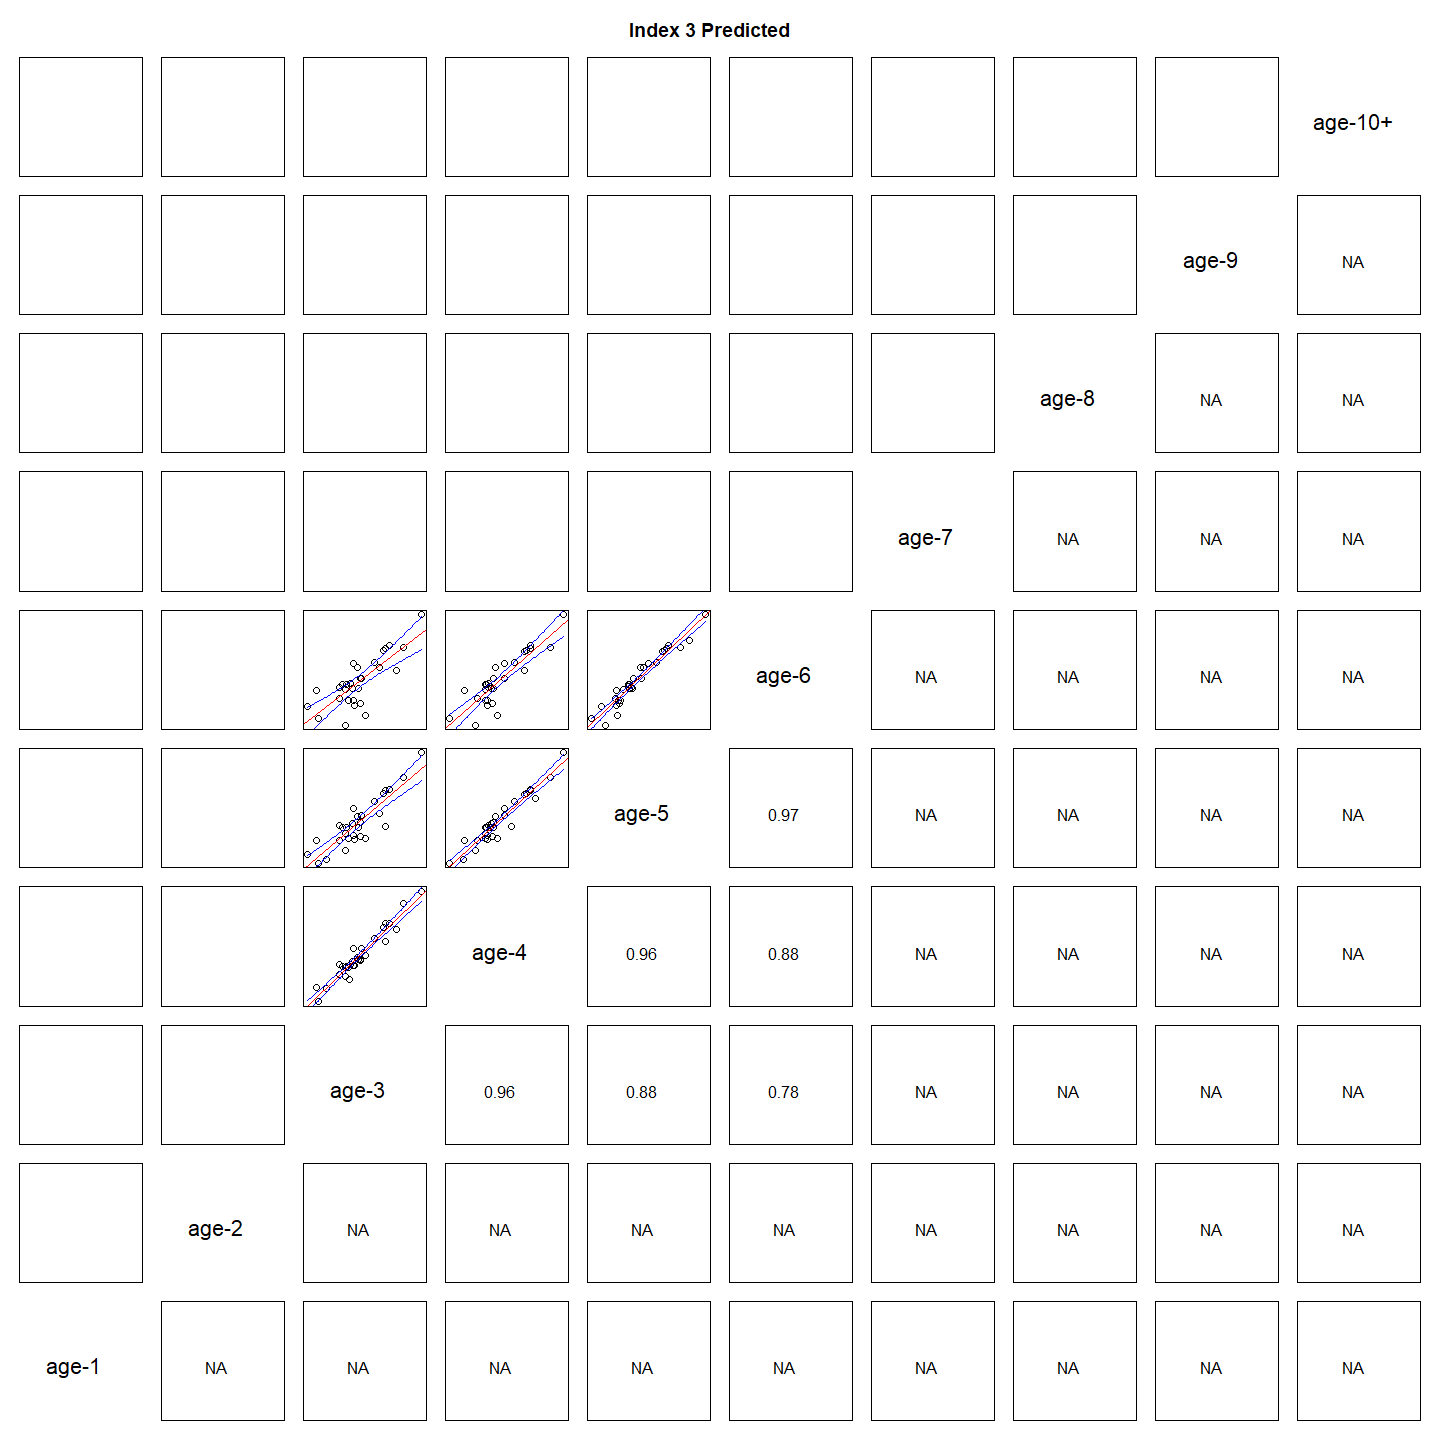 Index 3 Predicted
age-10+
age-9 NA
age-8 NA NA
age-7 NA NA NA
age-6 NA NA NA NA
age-5 0.97 NA NA NA NA
age-4 0.96 0.88 NA NA NA NA
age-3 0.96 0.88 0.78 NA NA NA NA
age-2 NA NA NA NA NA NA NA NA
age-1 NA NA NA NA NA NA NA NA NA